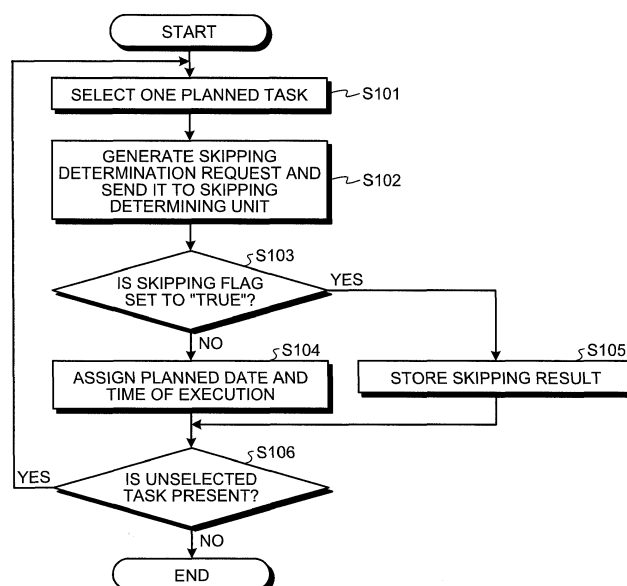 START
SELECT ONE PLANNED TASK
S101
GENERATE SKIPPING
DETERMINATION REQUEST AND
SEND IT TO SKIPPING
DETERMINING UNIT
S102
S103
IS SKIPPING FLAG
SET TO "TRUE"?
YES
NO
S104
ASSIGN PLANNED DATE AND
TIME OF EXECUTION
S105
STORE SKIPPING RESULT
S106
IS UNSELECTED
TASK PRESENT?
YES
NO
END